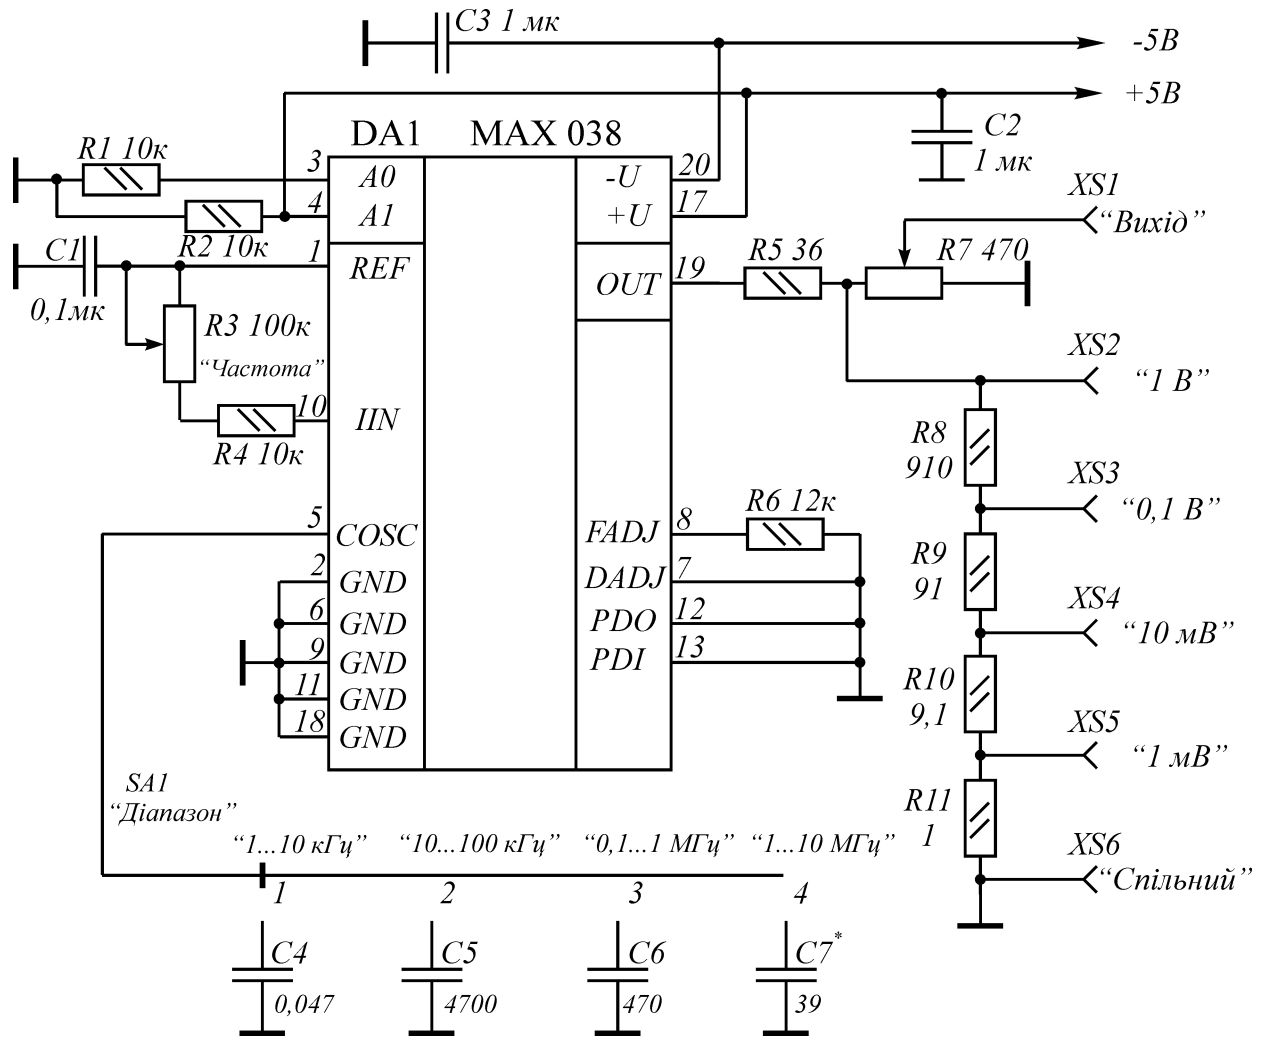 C3 1 мк
-5В
+5В
DA1 MAX 038
C2
1 мк
R1 10к
3
A0
-U
20
XS1
4
A1
+U
17
“Вихід”
R2 10к
C1
1
REF
R5 36
R7 470
19
OUT
0,1мк
R3 100к
“Частота”
XS2
“1 В”
10
IIN
R4 10к
R8
910
XS3
“0,1 В”
R6 12к
5
COSC
FADJ
8
2
GND
DADJ
7
R9
91
XS4
“10 мВ”
6
GND
PDO
12
9
GND
PDI
13
11
GND
R10
9,1
18
GND
XS5
“1 мВ”
SA1
“Діапазон”
R11
1
“1...10 кГц”
“10...100 кГц”
“0,1...1 МГц”
“1...10 МГц”
XS6
“Спільний”
1
2
3
4
C4
0,047
C5
4700
C6
470
C7*
39